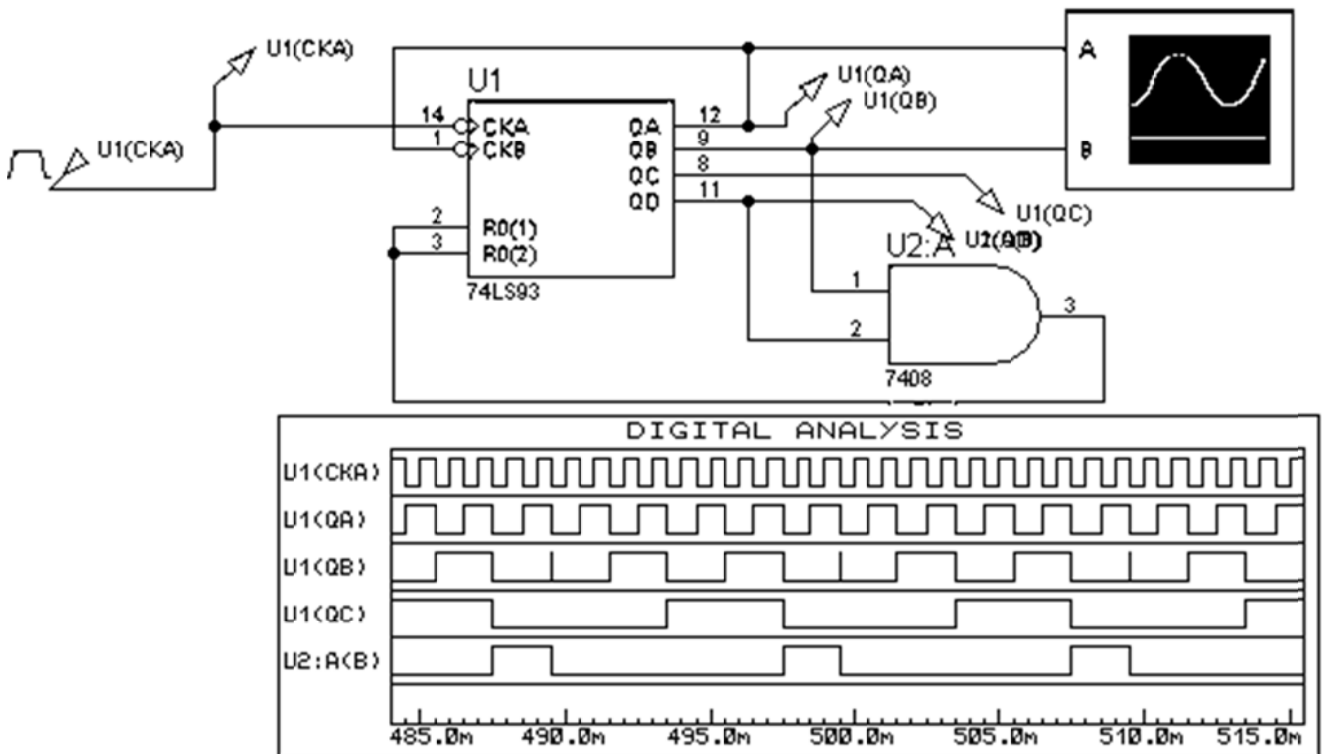 U1(CKA)
U1(CKA)
U1
14 CKA
1 CKB
2 R0(1)
3 R0(2)
QA 12
QB 9
QC 8
QD 11
74LS93
U1(QA)
U1(QB)
A
B
U1(QC)
U2:A
1
2
3
7408
DIGITAL ANALYSIS
U1(CKA)
U1(QA)
U1(QB)
U1(QC)
U2:A(B)
485.0m 490.0m 495.0m 500.0m 505.0m 510.0m 515.0m